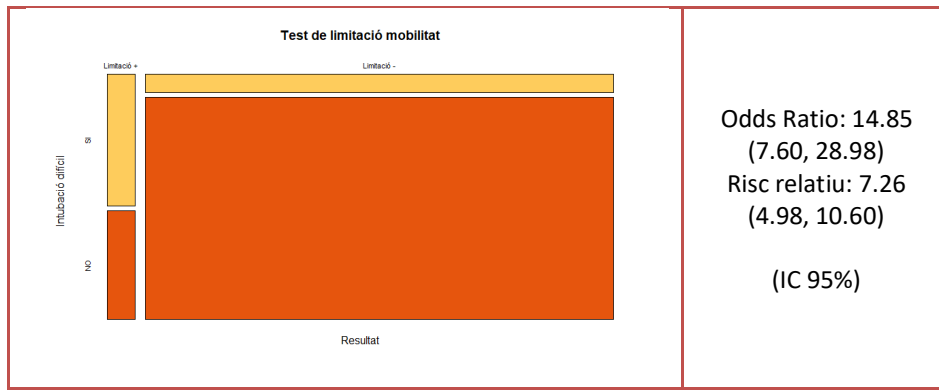 Test de limitació mobilitat
Limitació +
Limitació -
SI
Intubació difícil
NO
Resultat
Odds Ratio: 14.85
(7.60, 28.98)
Risc relatiu: 7.26
(4.98, 10.60)
(IC 95%)